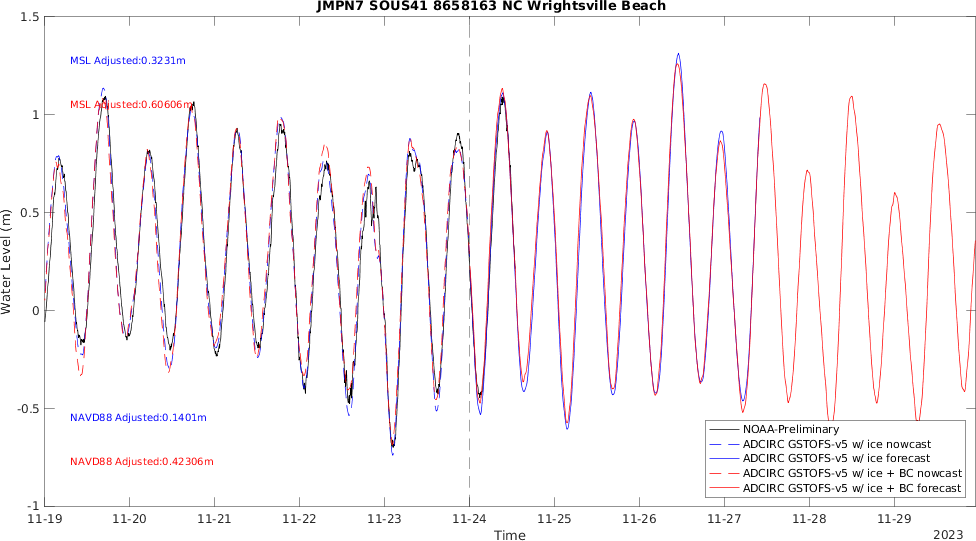 JMPN7 SOUS41 8658163 NC Wrightsville Beach
1.5
1
0.5
0
-0.5
-1
Water Level (m)
MSL Adjusted:0.3231m
MSL Adjusted:0.60606m
NAVD88 Adjusted:0.1401m
NAVD88 Adjusted:0.42306m
NOAA-Preliminary
ADCIRC GSTOFS-v5 w/ ice nowcast
ADCIRC GSTOFS-v5 w/ ice forecast
ADCIRC GSTOFS-v5 w/ ice + BC nowcast
ADCIRC GSTOFS-v5 w/ ice + BC forecast
11-19 11-20 11-21 11-22 11-23 11-24 11-25 11-26 11-27 11-28 11-29
Time
2023